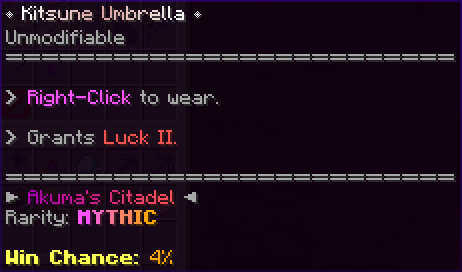 ◆ Kitsune Umbrella ◆
Unmodifiable
================================
> Right-Click to wear.
> Grants Luck II.
================================
▶ Akuma's Citadel ◀
Rarity: MYTHIC
Win Chance: 4%